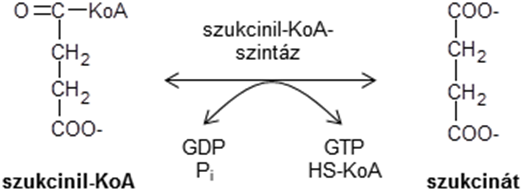 O=C–KoA
CH2
CH2
COO-
szukcinil-KoA
szukcinil-KoA-
szintáz
GDP
Pi
GTP
HS-KoA
COO-
CH2
CH2
COO-
szukcinát